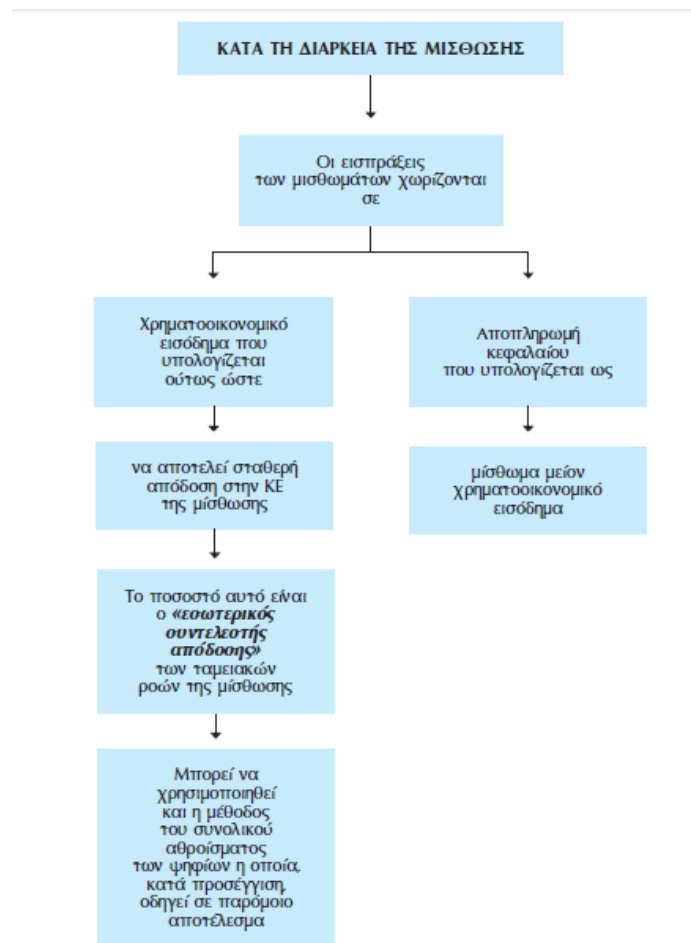 ΚΑΤΑ ΤΗ ΔΙΑΡΚΕΙΑ ΤΗΣ ΜΙΣΘΩΣΗΣ
Οι εισπράξεις
των μισθωμάτων χωρίζονται
σε
Χρηματοοικονομικό
εισόδημα που
υπολογίζεται
ούτως ώστε
να αποτελεί σταθερή
απόδοση στην ΚΕ
της μίσθωσης
Το ποσοστό αυτό είναι
ο «εσωτερικός
συντελεστής
απόδοσης»
των ταμειακών
ροών της μίσθωσης
Μπορεί να
χρησιμοποιηθεί
και η μέθοδος
του συνολικού
αθροίσματος
των ψηφίων η οποία,
κατά προσέγγιση,
οδηγεί σε παρόμοιο
αποτέλεσμα
Αποπληρωμή
κεφαλαίου
που υπολογίζεται ως
μίσθωμα μείον
χρηματοοικονομικό
εισόδημα